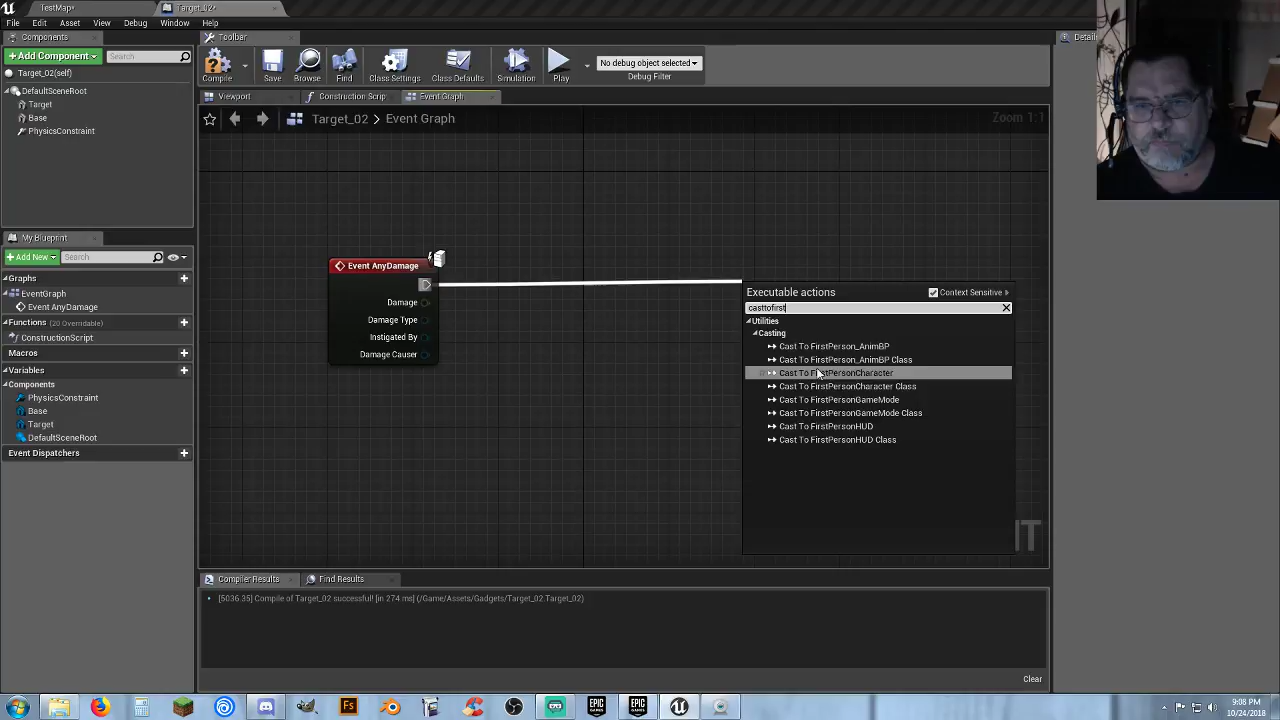 TestMap*
Target_02*
File Edit Asset View Debug Window Help
Components
Toolbar
Details
+Add Component
Search
Target_02(self)
DefaultSceneRoot
Target
Base
PhysicsConstraint
Compile Save Browse Find Class Settings Class Defaults Simulation Play
No debug object selected
Debug Filter
Viewport
Construction Scrip
Event Graph
Target_02 > Event Graph
Zoom 1:1
My Blueprint
+Add New
Search
Graphs
EventGraph
Event AnyDamage
Functions (20 Overridable)
ConstructionScript
Macros
Variables
Components
PhysicsConstraint
Base
Target
DefaultSceneRoot
Event Dispatchers
Event AnyDamage
Damage
Damage Type
Instigated By
Damage Causer
Executable actions
Context Sensitive
casttofirst
Utilities
Casting
Cast To FirstPerson_AnimBP
Cast To FirstPerson_AnimBP Class
Cast To FirstPersonCharacter
Cast To FirstPersonCharacter Class
Cast To FirstPersonGameMode
Cast To FirstPersonGameMode Class
Cast To FirstPersonHUD
Cast To FirstPersonHUD Class
Compiler Results
Find Results
[5036.35] Compile of Target_02 successful! [in 274 ms] (/Game/Assets/Gadgets/Target_02.Target_02)
Clear
9:08 PM
10/24/2018